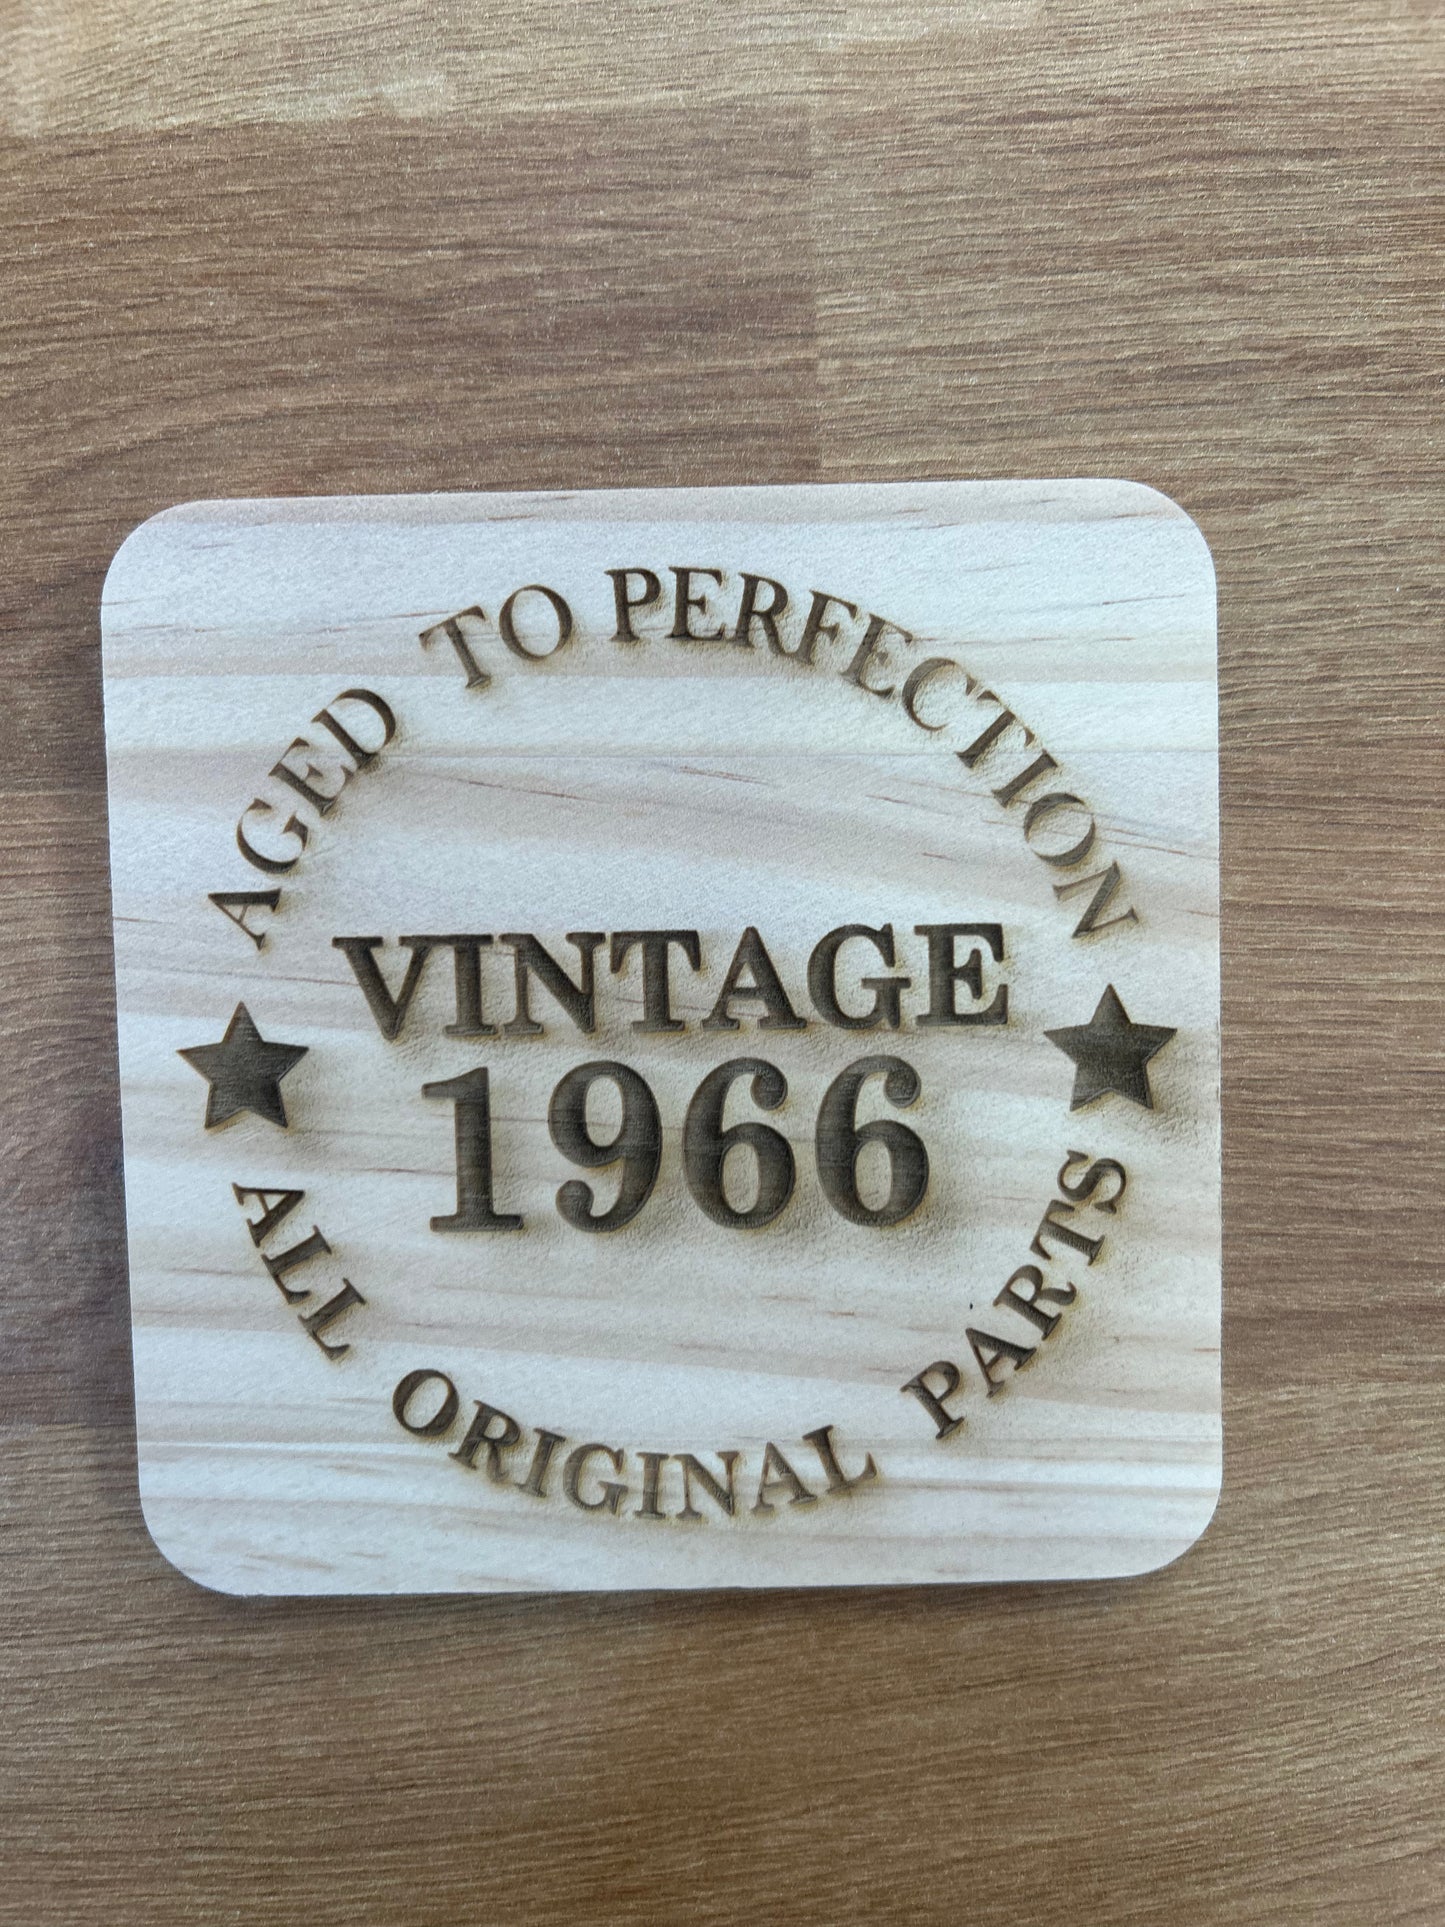 AGED TO PERFECTION
VINTAGE
1966
ALL ORIGINAL PARTS